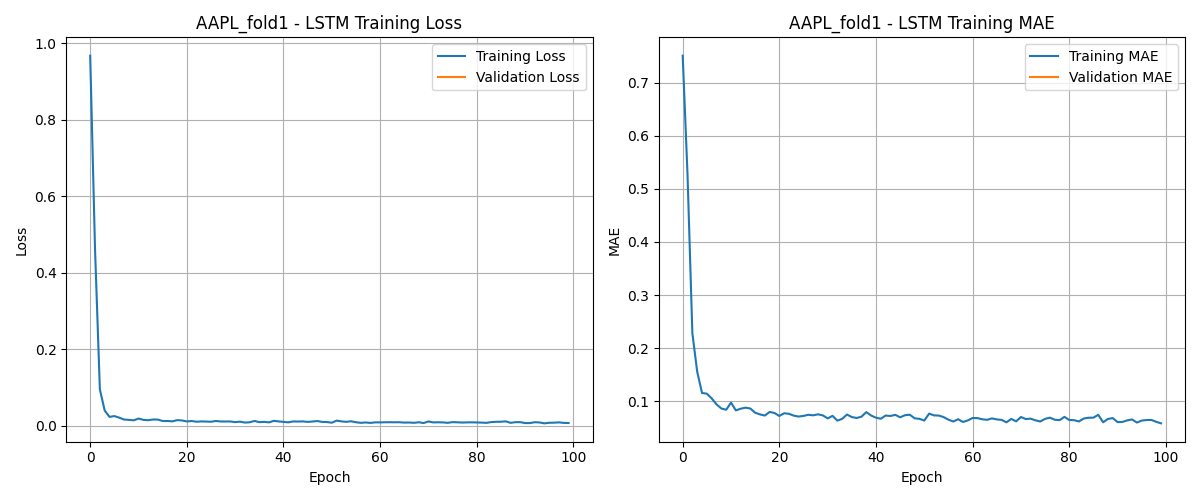 AAPL_fold1 - LSTM Training Loss
Training Loss
Validation Loss
1.0
0.8
0.6
0.4
0.2
0.0
Loss
0
20
40
60
80
100
Epoch
AAPL_fold1 - LSTM Training MAE
Training MAE
Validation MAE
0.7
0.6
0.5
0.4
0.3
0.2
0.1
MAE
0
20
40
60
80
100
Epoch